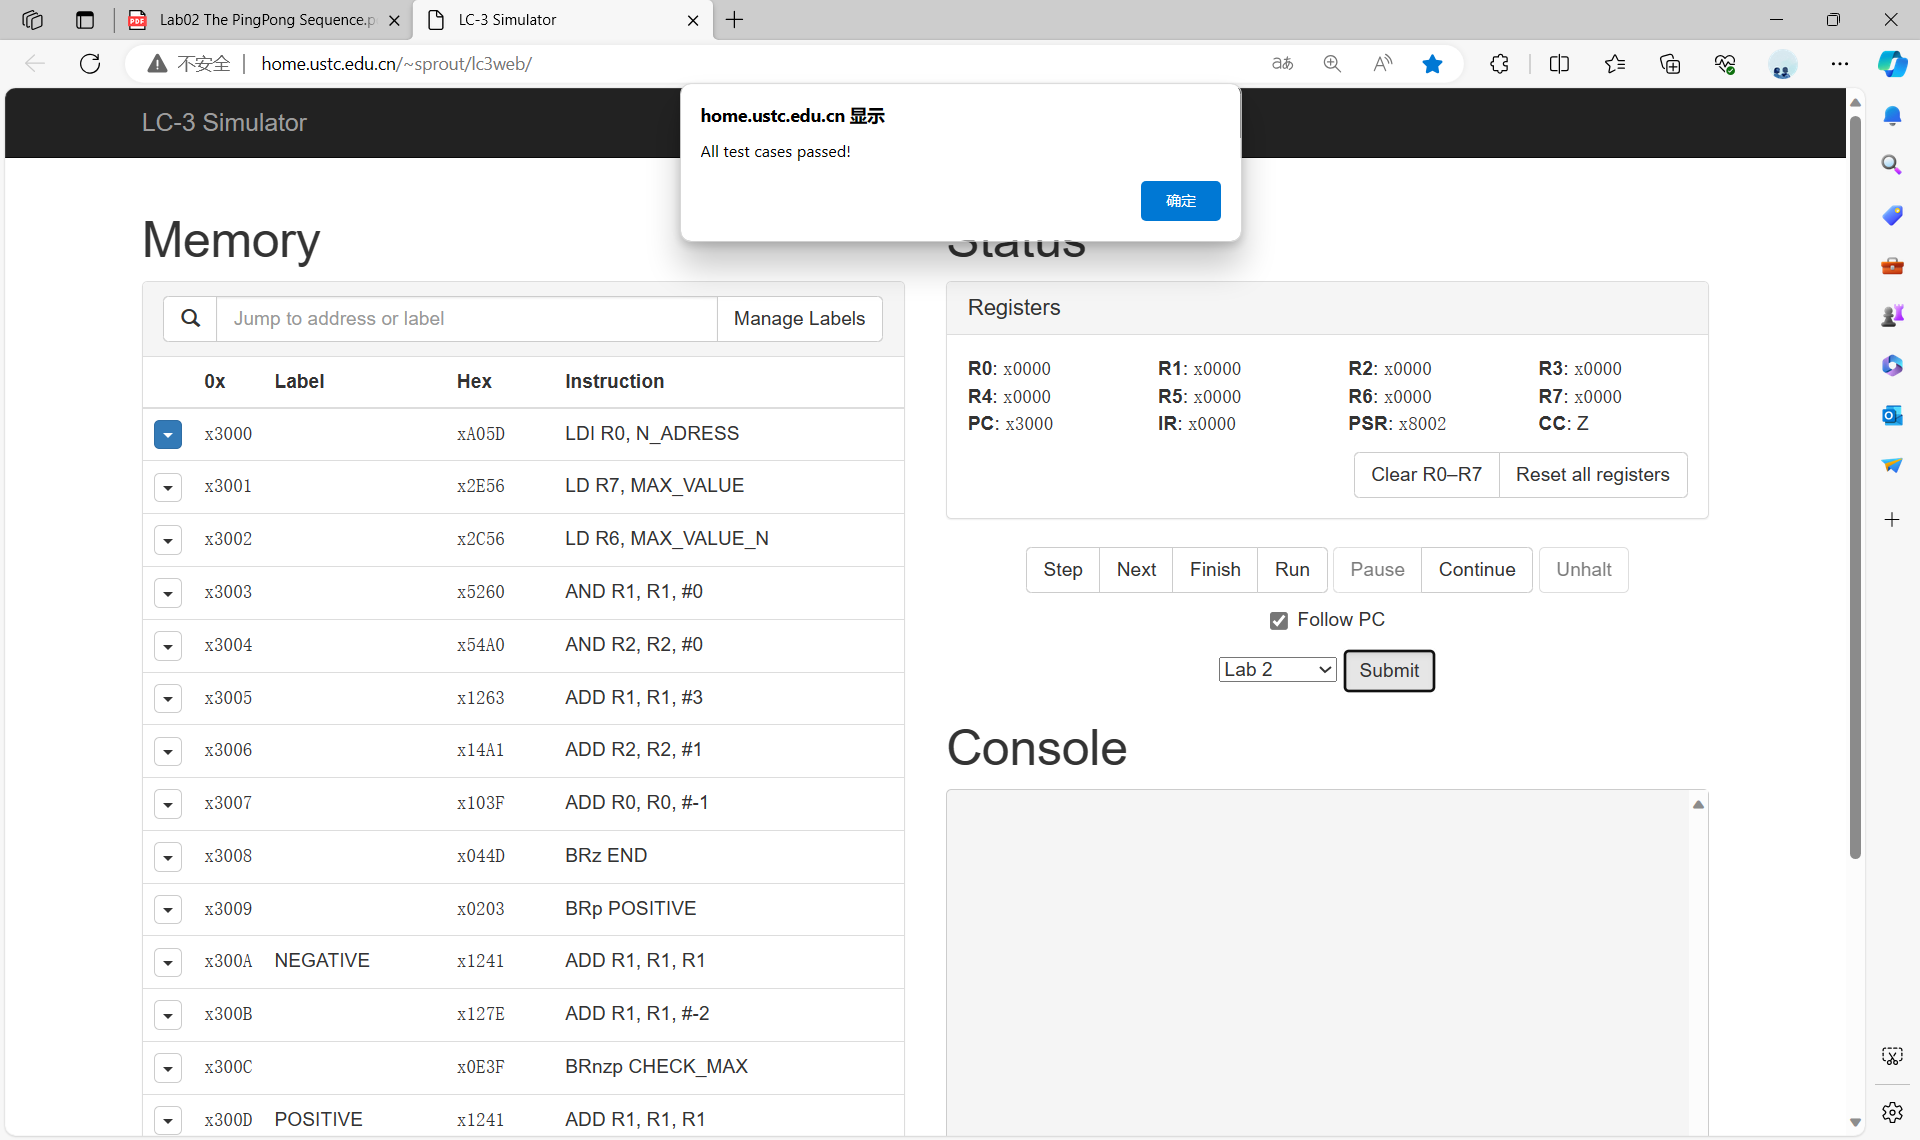 Lab02 The PingPong Sequence.p
LC-3 Simulator
不安全
home.ustc.edu.cn/~sprout/lc3web/
LC-3 Simulator
home.ustc.edu.cn 显示
All test cases passed!
确定
Memory
Status
Jump to address or label
Manage Labels
0x Label Hex Instruction
x3000 xA05D LDI R0, N_ADRESS
x3001 x2E56 LD R7, MAX_VALUE
x3002 x2C56 LD R6, MAX_VALUE_N
x3003 x5260 AND R1, R1, #0
x3004 x54A0 AND R2, R2, #0
x3005 x1263 ADD R1, R1, #3
x3006 x14A1 ADD R2, R2, #1
x3007 x103F ADD R0, R0, #-1
x3008 x044D BRz END
x3009 x0203 BRp POSITIVE
x300A NEGATIVE x1241 ADD R1, R1, R1
x300B x127E ADD R1, R1, #-2
x300C x0E3F BRnzp CHECK_MAX
x300D POSITIVE x1241 ADD R1, R1, R1
Registers
R0: x0000 R1: x0000 R2: x0000 R3: x0000
R4: x0000 R5: x0000 R6: x0000 R7: x0000
PC: x3000 IR: x0000 PSR: x8002 CC: Z
Clear R0–R7 Reset all registers
Step Next Finish Run Pause Continue Unhalt
Follow PC
Lab 2 Submit
Console